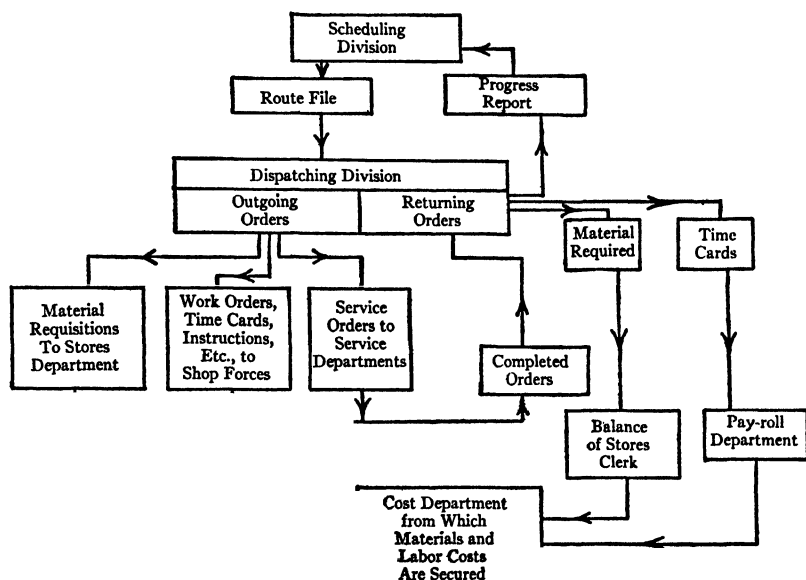 Scheduling
Division
Route File
Progress
Report
Dispatching Division
Outgoing
Orders
Returning
Orders
Material
Required
Time
Cards
Material
Requisitions
To Stores
Department
Work Orders,
Time Cards,
Instructions,
Etc., to
Shop Forces
Service
Orders to
Service
Departments
Completed
Orders
Balance
of Stores
Clerk
Pay-roll
Department
Cost Department
from Which
Materials and
Labor Costs
Are Secured